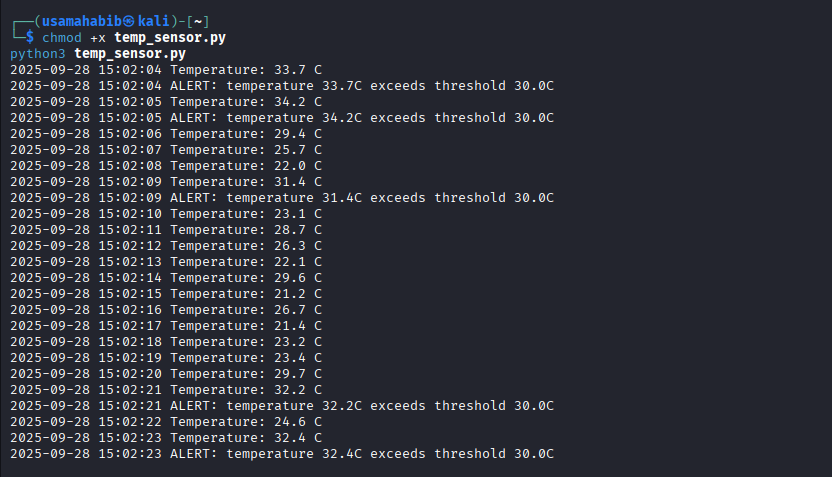 ┌──(usamahabib㉿kali)-[~]
└─$ chmod +x temp_sensor.py
python3 temp_sensor.py
2025-09-28 15:02:04 Temperature: 33.7 C
2025-09-28 15:02:04 ALERT: temperature 33.7C exceeds threshold 30.0C
2025-09-28 15:02:05 Temperature: 34.2 C
2025-09-28 15:02:05 ALERT: temperature 34.2C exceeds threshold 30.0C
2025-09-28 15:02:06 Temperature: 29.4 C
2025-09-28 15:02:07 Temperature: 25.7 C
2025-09-28 15:02:08 Temperature: 22.0 C
2025-09-28 15:02:09 Temperature: 31.4 C
2025-09-28 15:02:09 ALERT: temperature 31.4C exceeds threshold 30.0C
2025-09-28 15:02:10 Temperature: 23.1 C
2025-09-28 15:02:11 Temperature: 28.7 C
2025-09-28 15:02:12 Temperature: 26.3 C
2025-09-28 15:02:13 Temperature: 22.1 C
2025-09-28 15:02:14 Temperature: 29.6 C
2025-09-28 15:02:15 Temperature: 21.2 C
2025-09-28 15:02:16 Temperature: 26.7 C
2025-09-28 15:02:17 Temperature: 21.4 C
2025-09-28 15:02:18 Temperature: 23.2 C
2025-09-28 15:02:19 Temperature: 23.4 C
2025-09-28 15:02:20 Temperature: 29.7 C
2025-09-28 15:02:21 Temperature: 32.2 C
2025-09-28 15:02:21 ALERT: temperature 32.2C exceeds threshold 30.0C
2025-09-28 15:02:22 Temperature: 24.6 C
2025-09-28 15:02:23 Temperature: 32.4 C
2025-09-28 15:02:23 ALERT: temperature 32.4C exceeds threshold 30.0C